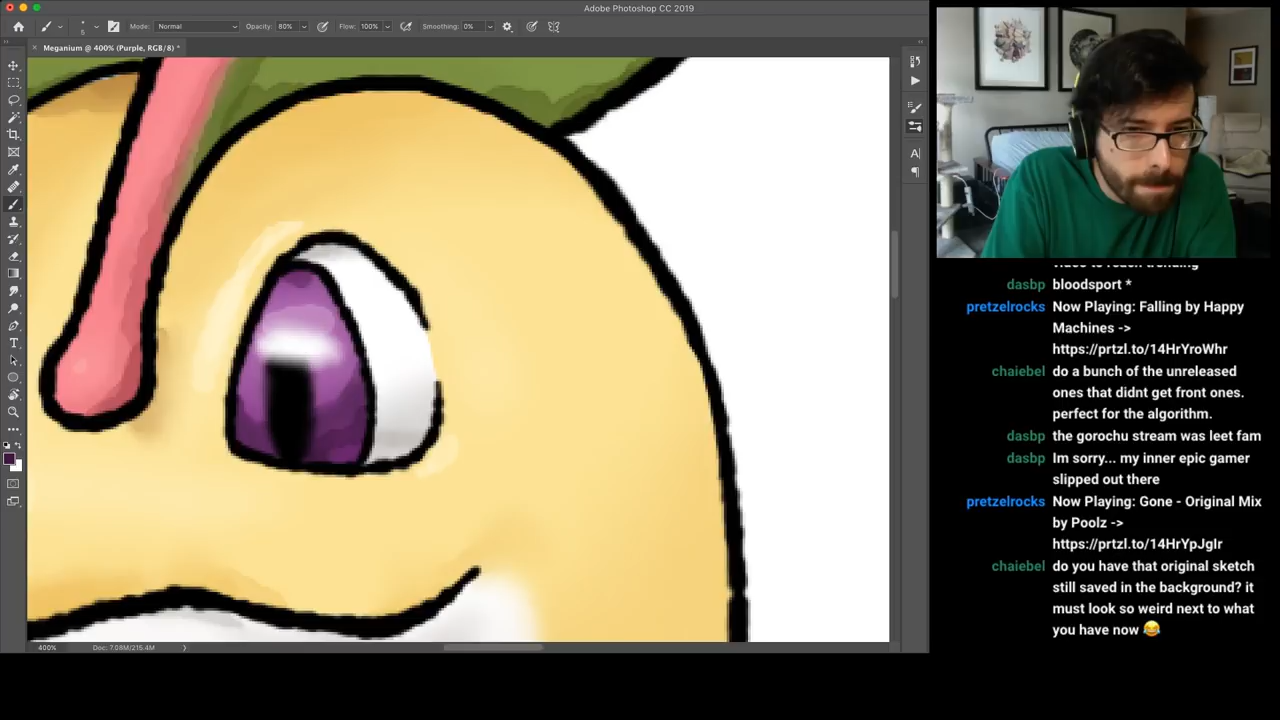 Adobe Photoshop CC 2019
5
Mode: Normal
Opacity: 80%
Flow: 100%
Smoothing: 0%
Meganium @ 400% (Purple, RGB/8) *
400%
Doc: 7.08M/215.4M
dasbp bloodsport *
pretzelrocks Now Playing: Falling by Happy
Machines ->
https://prtzl.to/14HrYroWhr
chaiebel do a bunch of the unreleased
ones that didnt get front ones.
perfect for the algorithm.
dasbp the gorochu stream was leet fam
dasbp Im sorry... my inner epic gamer
slipped out there
pretzelrocks Now Playing: Gone - Original Mix
by Poolz ->
https://prtzl.to/14HrYpJgIr
chaiebel do you have that original sketch
still saved in the background? it
must look so weird next to what
you have now 😂